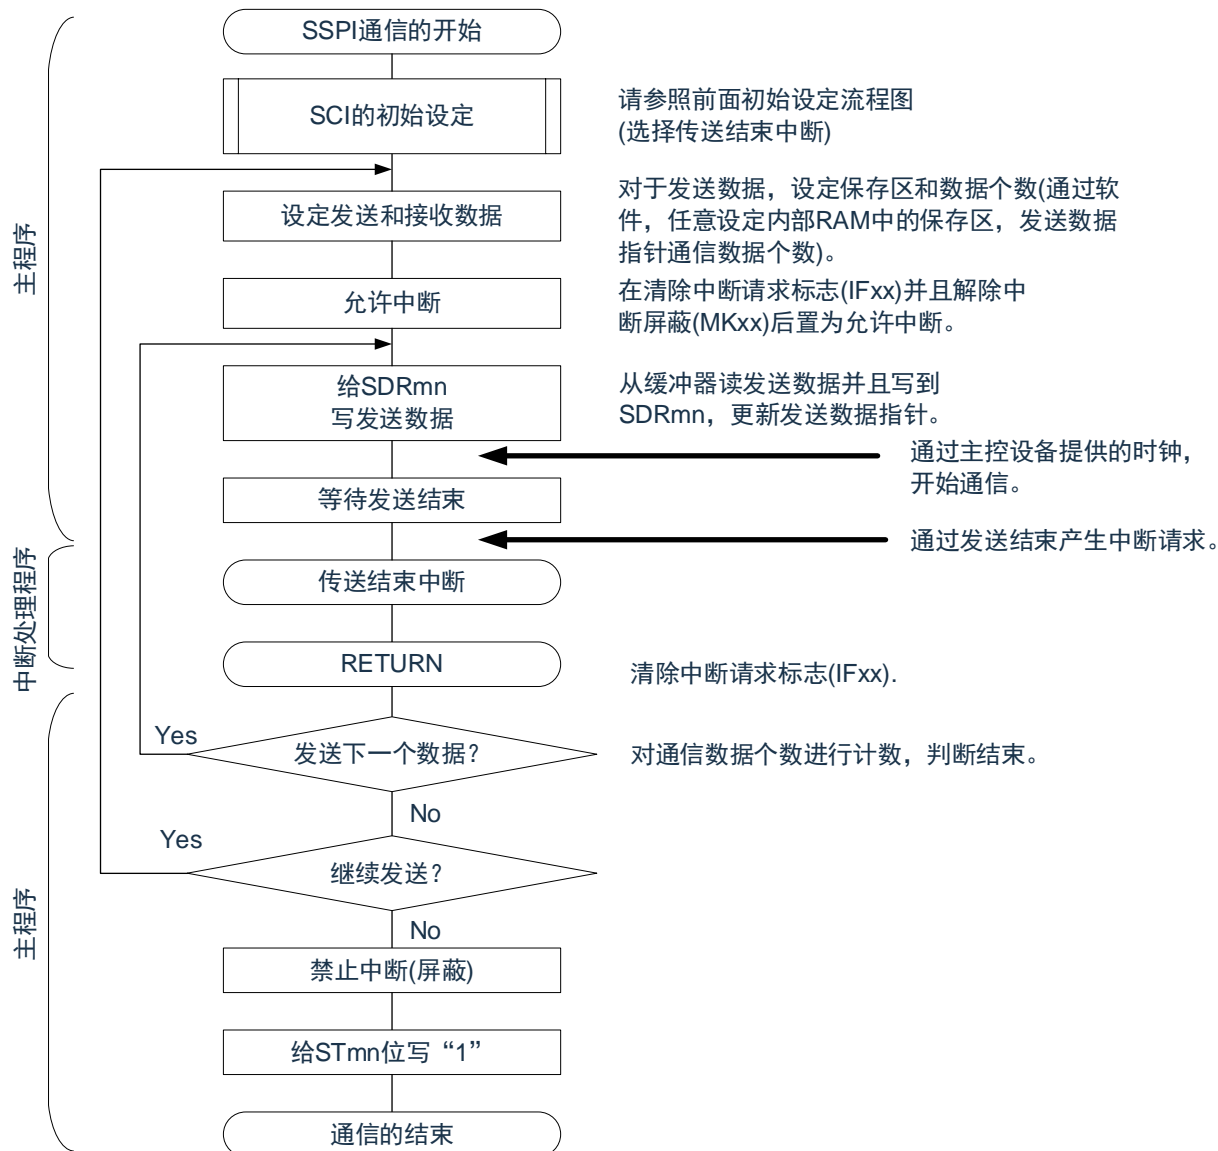 SSPI通信的开始
SCI的初始设定
请参照前面初始设定流程图
(选择传送结束中断)
设定发送和接收数据
对于发送数据，设定保存区和数据个数(通过软
件，任意设定内部RAM中的保存区，发送数据
指针通信数据个数)。
主程序
允许中断
在清除中断请求标志(IFxx)并且解除中
断屏蔽(MKxx)后置为允许中断。
给SDRmn
写发送数据
从缓冲器读发送数据并且写到
SDRmn，更新发送数据指针。
通过主控设备提供的时钟，
开始通信。
等待发送结束
通过发送结束产生中断请求。
传送结束中断
中断处理程序
RETURN
清除中断请求标志(IFxx).
Yes
发送下一个数据？
对通信数据个数进行计数，判断结束。
No
Yes
继续发送？
主程序
No
禁止中断(屏蔽)
给STmn位写“1”
通信的结束